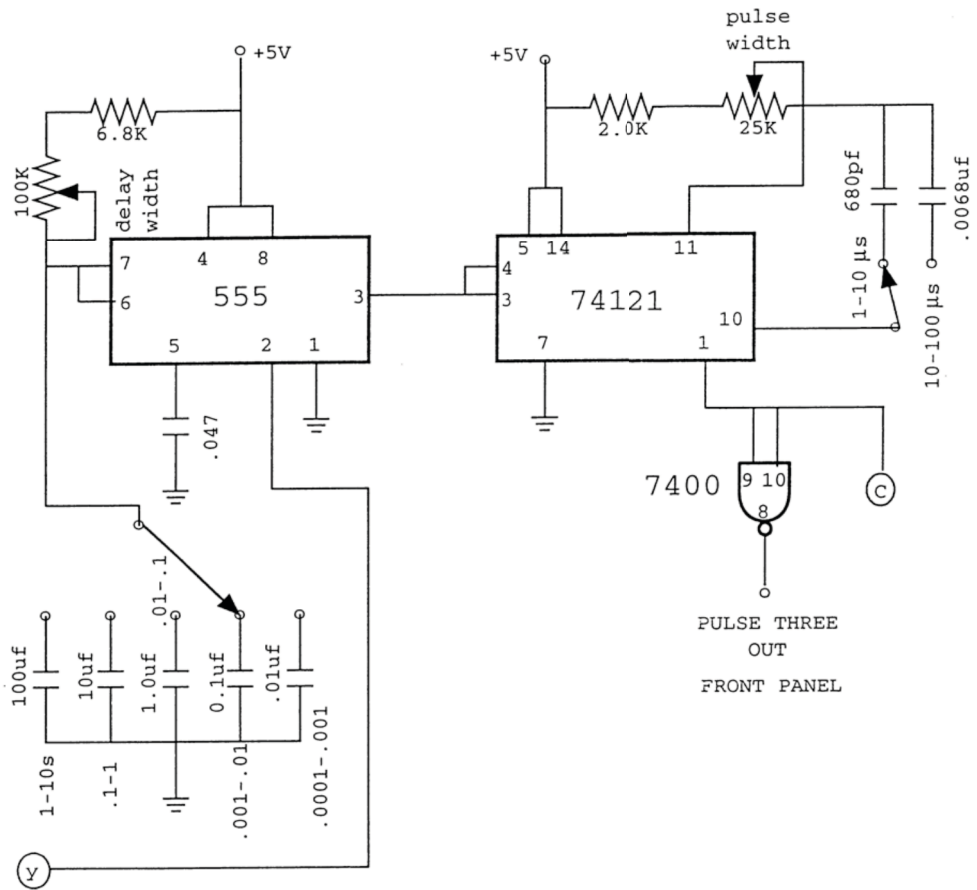 pulse
width
+5V
+5V
6.8K
2.0K
25K
100K
delay
width
680pf
.0068uf
4 8
5 14
11
7
6
555
3
4
3
74121
10
1-10 µs
10-100 µs
5 2 1
7
1
.047
7400
9 10
8
C
.01-.1
PULSE THREE
OUT
FRONT PANEL
100uf
10uf
1.0uf
0.1uf
.01uf
1-10s
.1-1
.001-.01
.0001-.001
y